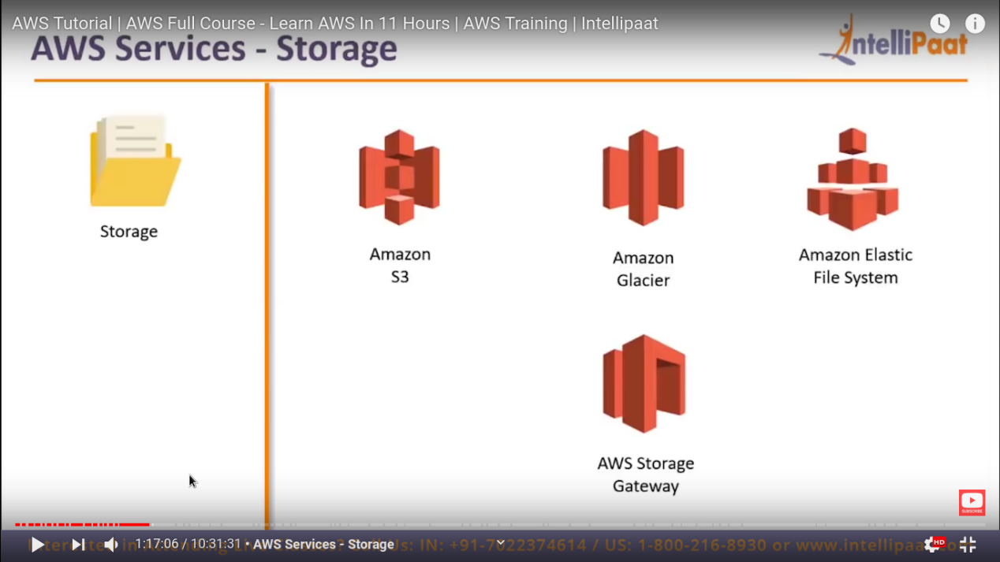 AWS Tutorial | AWS Full Course - Learn AWS In 11 Hours | AWS Training | Intellipaat
AWS Services - Storage
IntelliPaat
Storage
Amazon
S3
Amazon
Glacier
Amazon Elastic
File System
AWS Storage
Gateway
SUBSCRIBE
1:17:06 / 10:31:31 • AWS Services - Storage
Us: IN: +91-7022374614 / US: 1-800-216-8930 or www.intellipaat
HD